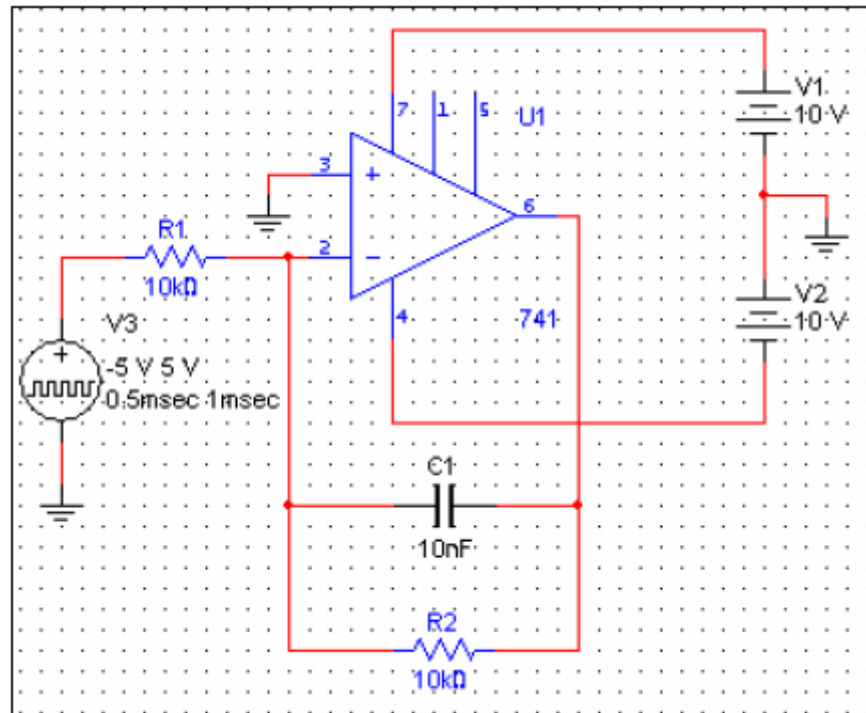 7
1
5
U1
V1
10 V
3
+
6
R1
2
−
10kΩ
4
741
V2
10 V
V3
+
-5 V 5 V
0.5msec 1msec
C1
10nF
R2
10kΩ